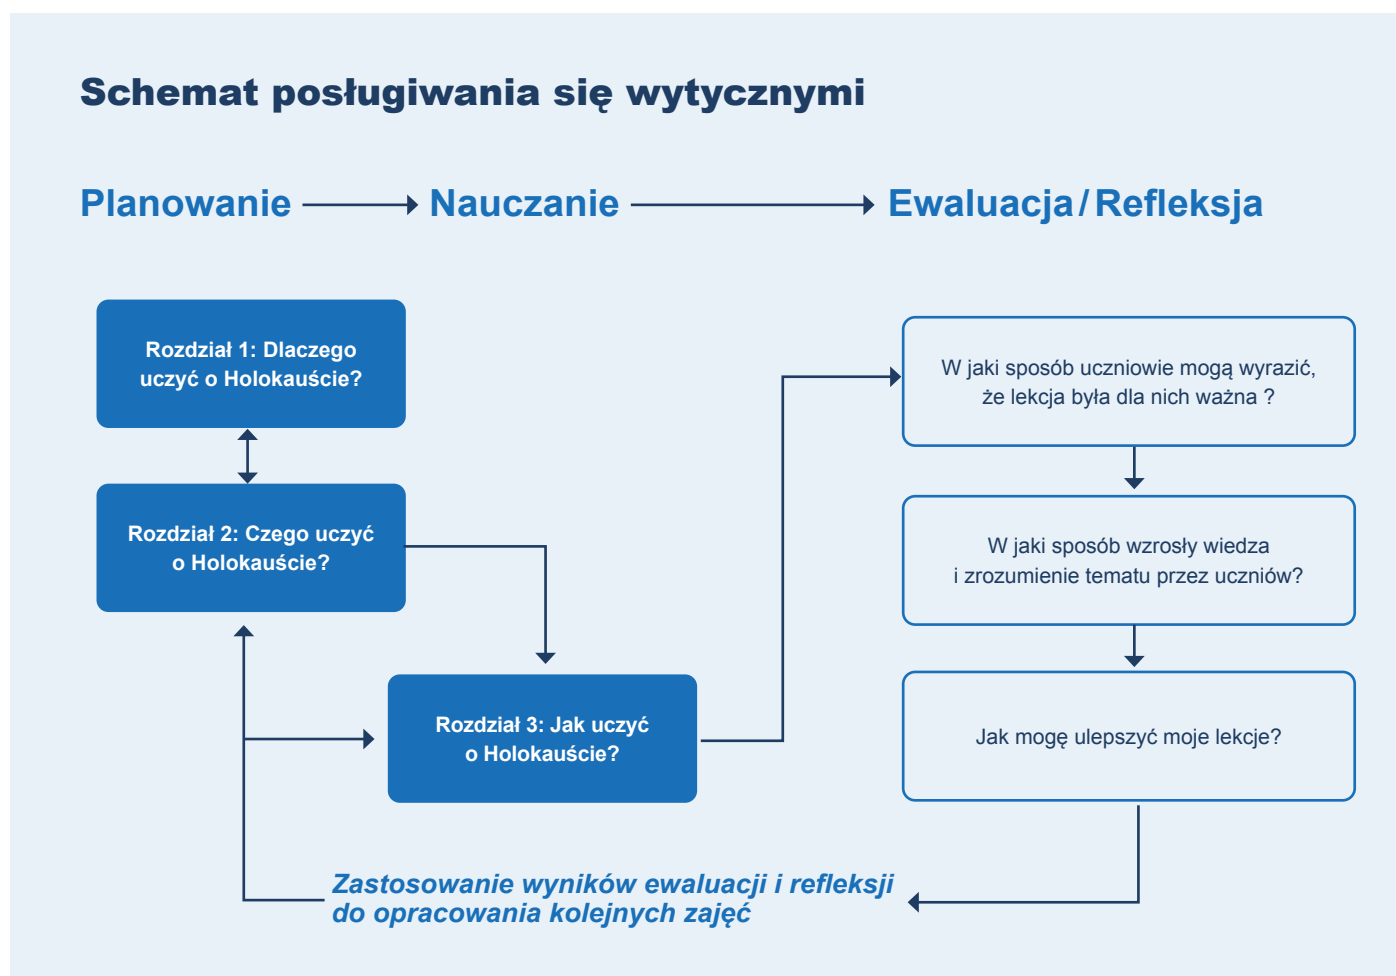 Schemat posługiwania się wytycznymi
Planowanie
Nauczanie
Ewaluacja / Refleksja
Rozdział 1: Dlaczego
uczyć o Holokauście?
Rozdział 2: Czego uczyć
o Holokauście?
Rozdział 3: Jak uczyć
o Holokauście?
W jaki sposób uczniowie mogą wyrazić,
że lekcja była dla nich ważna ?
W jaki sposób wzrosły wiedza
i zrozumienie tematu przez uczniów?
Jak mogę ulepszyć moje lekcje?
Zastosowanie wyników ewaluacji i refleksji
do opracowania kolejnych zajęć